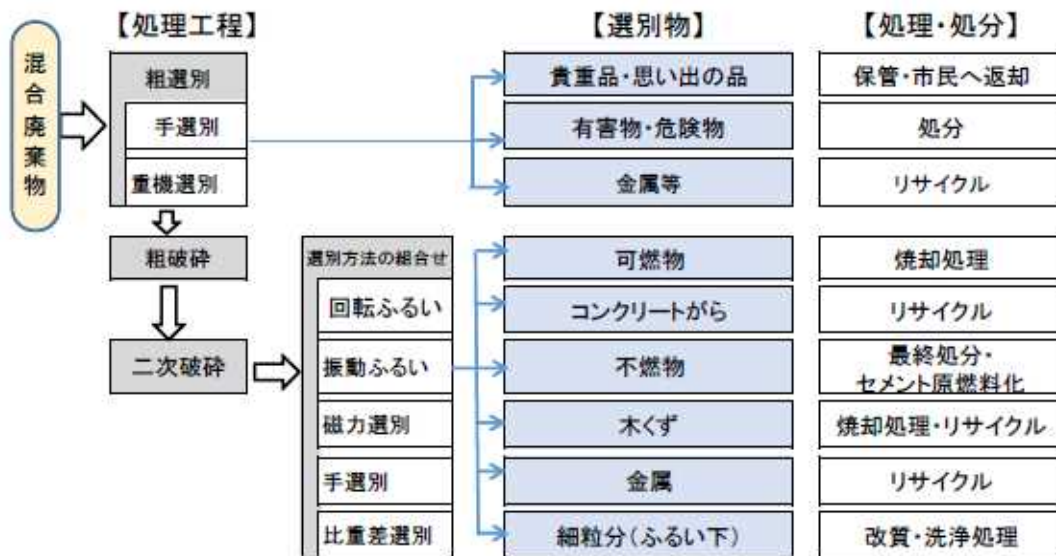 【処理工程】
【選別物】
【処理・処分】
混合廃棄物
粗選別
手選別
重機選別
貴重品・思い出の品
保管・市民へ返却
有害物・危険物
処分
金属等
リサイクル
粗破砕
二次破砕
選別方法の組合せ
回転ふるい
振動ふるい
磁力選別
手選別
比重差選別
可燃物
焼却処理
コンクリートがら
リサイクル
不燃物
最終処分・
セメント原燃料化
木くず
焼却処理・リサイクル
金属
リサイクル
細粒分(ふるい下)
改質・洗浄処理